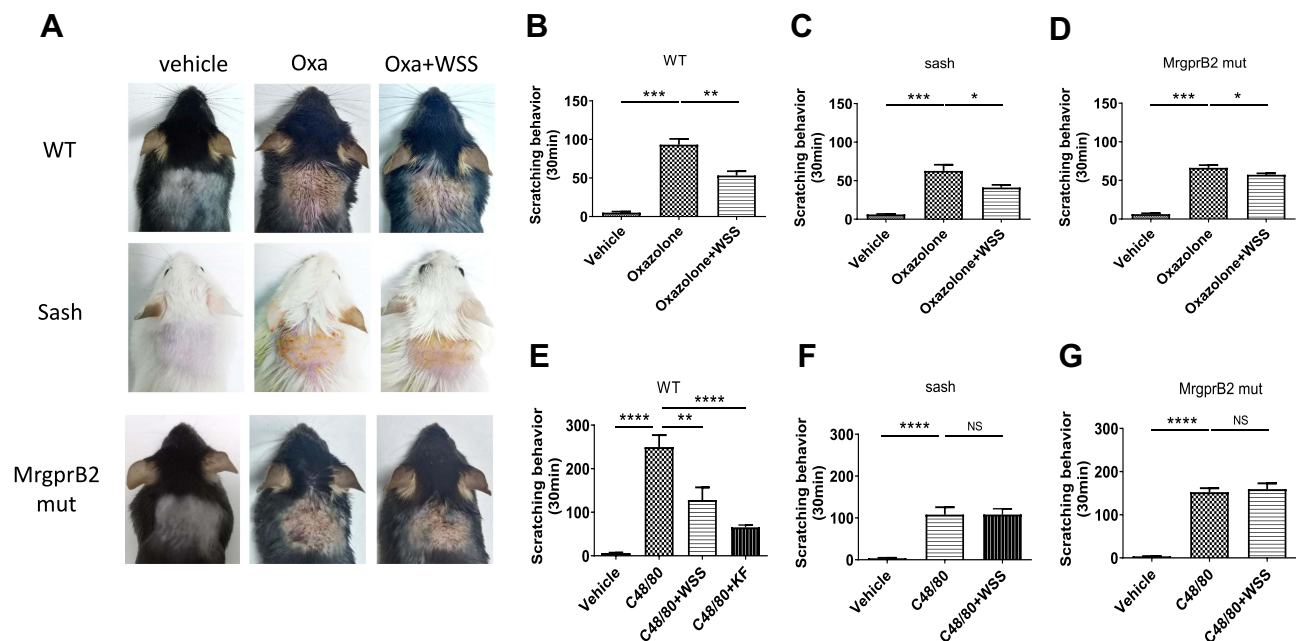 A
vehicle
Oxa
Oxa+WSS
WT
Sash
MrgprB2
mut
B
WT
Scratching behavior
(30min)
150
100
50
0
***
**
Vehicle
Oxazolone
Oxazolone+WSS
C
sash
Scratching behavior
(30min)
150
100
50
0
***
*
Vehicle
Oxazolone
Oxazolone+WSS
D
MrgprB2 mut
Scratching behavior
(30min)
150
100
50
0
***
*
Vehicle
Oxazolone
Oxazolone+WSS
E
WT
Scratching behavior
(30min)
300
200
100
0
****
****
**
Vehicle
C48/80
C48/80+WSS
C48/80+KF
F
sash
Scratching behavior
(30min)
300
200
100
0
****
NS
Vehicle
C48/80
C48/80+WSS
G
MrgprB2 mut
Scratching behavior
(30min)
300
200
100
0
****
NS
Vehicle
C48/80
C48/80+WSS